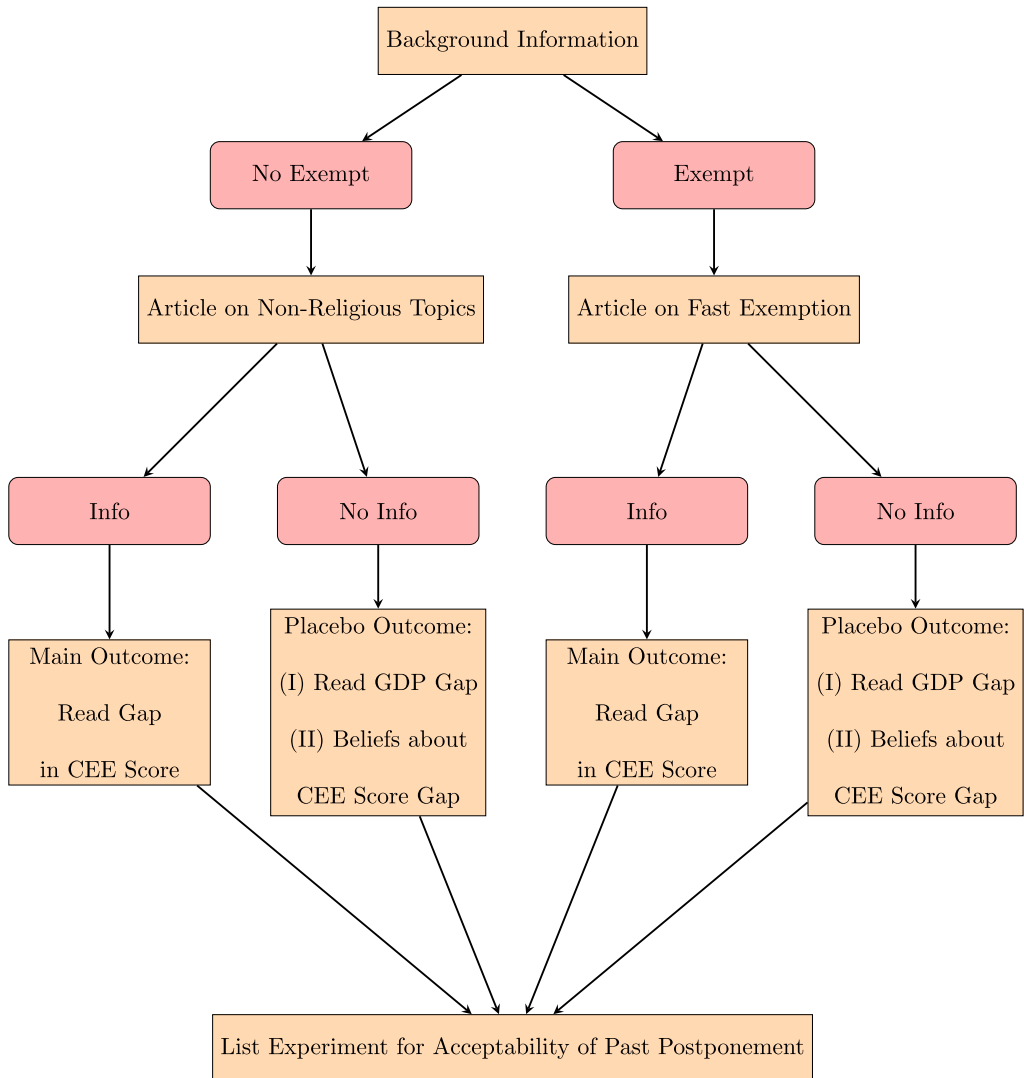 Background Information
No Exempt
Exempt
Article on Non-Religious Topics
Article on Fast Exemption
Info
No Info
Info
No Info
Main Outcome:
Read Gap
in CEE Score
Placebo Outcome:
(I) Read GDP Gap
(II) Beliefs about
CEE Score Gap
Main Outcome:
Read Gap
in CEE Score
Placebo Outcome:
(I) Read GDP Gap
(II) Beliefs about
CEE Score Gap
List Experiment for Acceptability of Past Postponement